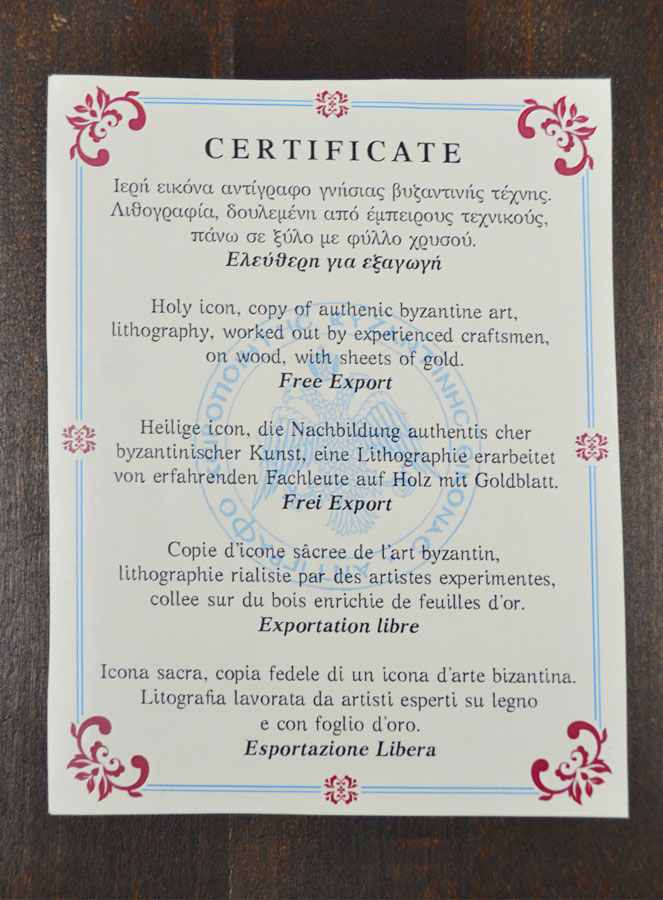 CERTIFICATE
Ιερή εικόνα αντίγραφο γνήσιας βυζαντινής τέχνης.
Λιθογραφία, δουλεμένη από έμπειρους τεχνικούς,
πάνω σε ξύλο με φύλλο χρυσού.
Ελεύθερη για εξαγωγή
Holy icon, copy of authenic byzantine art,
lithography, worked out by experienced craftsmen,
on wood, with sheets of gold.
Free Export
Heilige icon, die Nachbildung authentis cher
byzantinischer Kunst, eine Lithographie erarbeitet
von erfahrenden Fachleute auf Holz mit Goldblatt.
Frei Export
Copie d'icone sâcree de l'art byzantin,
lithographie rialisie par des artistes experimentes,
collee sur du bois enrichie de feuilles d'or.
Exportation libre
Icona sacra, copia fedele di un icona d'arte bizantina.
Litografia lavorata da artisti esperti su legno
e con foglio d'oro.
Esportazione Libera
ΑΝΤΙΓΡΑΦΟ ΒΥΖΑΝΤΙΝΗC ΕΙΚΟΝΑC